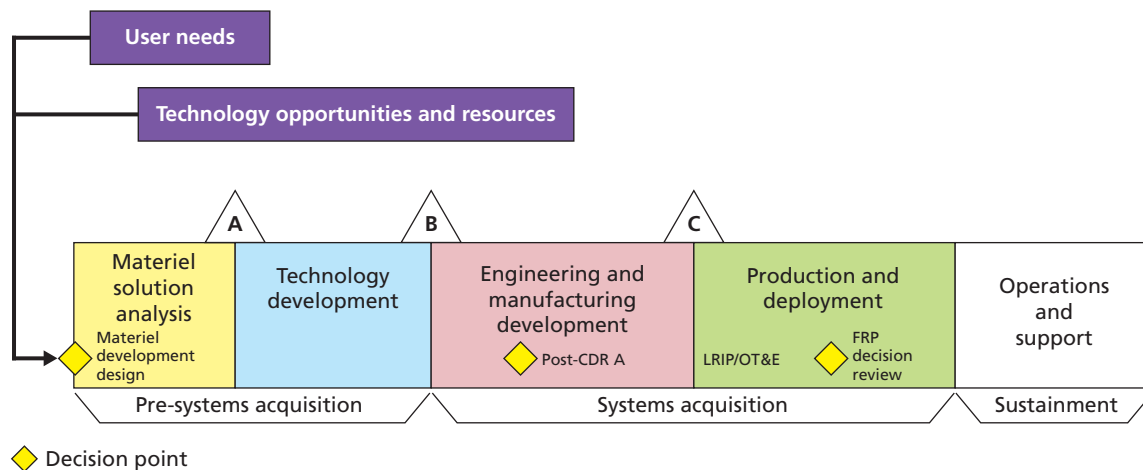 User needs
Technology opportunities and resources
A
B
C
Materiel
solution
analysis
Materiel
development
design
Technology
development
Engineering and
manufacturing
development
Post-CDR A
Production and
deployment
LRIP/OT&E
FRP
decision
review
Operations
and
support
Pre-systems acquisition
Systems acquisition
Sustainment
Decision point